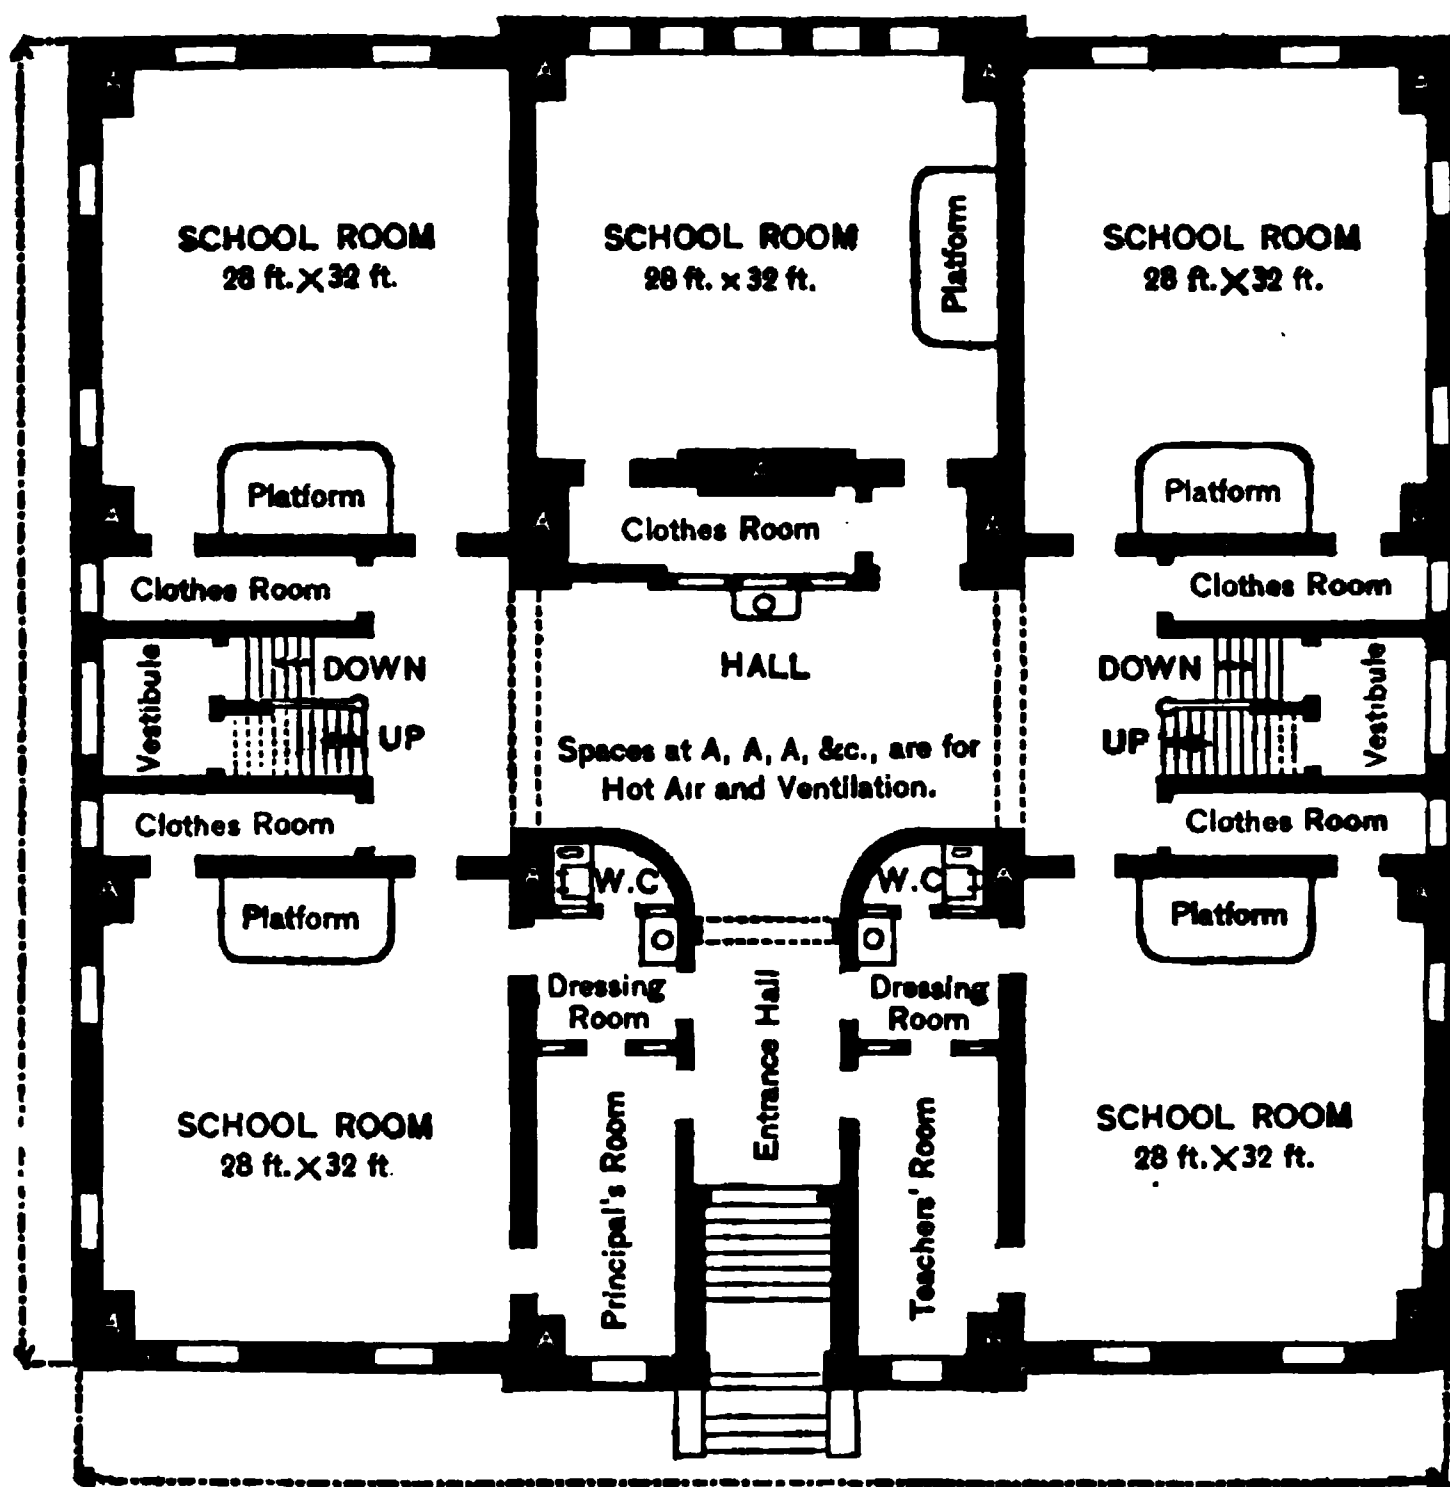 SCHOOL ROOM
28 ft. X 32 ft.
SCHOOL ROOM
28 ft. x 32 ft.
Platform
SCHOOL ROOM
28 ft. X 32 ft.
Platform
Platform
Clothes Room
Clothes Room
Clothes Room
Vestibule
DOWN
UP
HALL
Spaces at A, A, A, &c., are for
Hot Air and Ventilation.
DOWN
UP
Vestibule
Clothes Room
Clothes Room
W.C
W.C
Platform
Platform
Dressing
Room
Dressing
Room
Entrance Hall
SCHOOL ROOM
28 ft. X 32 ft.
Principal's Room
Teachers' Room
SCHOOL ROOM
28 ft. X 32 ft.
A
A
A
A
A
A
A
A
A
A
A
A
A